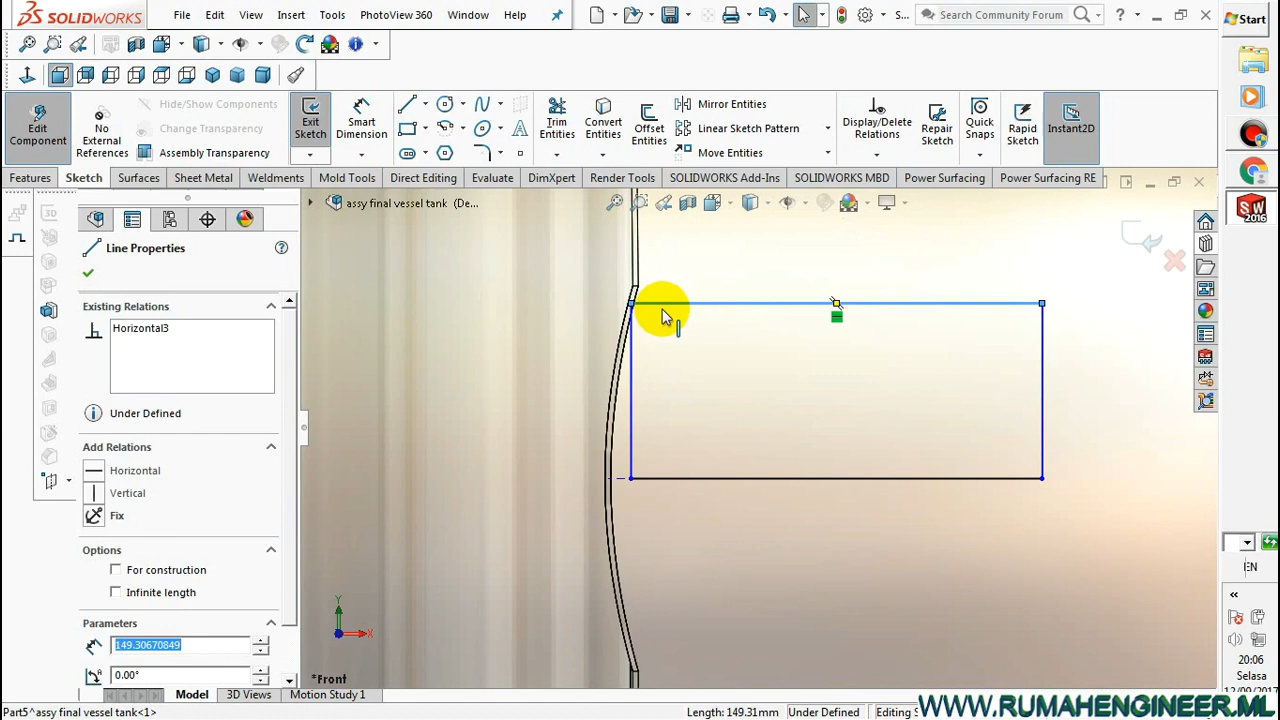 SOLIDWORKS File Edit View Insert Tools PhotoView 360 Window Help S... Search Community Forum ? Start
Edit Component
No External References
Hide/Show Components
Change Transparency
Assembly Transparency
Exit Sketch
Smart Dimension
Trim Entities
Convert Entities
Offset Entities
Mirror Entities
Linear Sketch Pattern
Move Entities
Display/Delete Relations
Repair Sketch
Quick Snaps
Rapid Sketch
Instant2D
Features Sketch Surfaces Sheet Metal Weldments Mold Tools Direct Editing Evaluate DimXpert Render Tools SOLIDWORKS Add-Ins SOLIDWORKS MBD Power Surfacing Power Surfacing RE
assy final vessel tank (De...
Line Properties
Existing Relations
Horizontal3
Under Defined
Add Relations
Horizontal
Vertical
Fix
Options
For construction
Infinite length
Parameters
149.30670849
0.00°
Y
X
*Front
Model 3D Views Motion Study 1
Part5^assy final vessel tank<1>
Length: 149.31mm Under Defined Editing S
SW
2016
EN
20:06
Selasa
12/09/2017
WWW.RUMAHENGINEER.ML